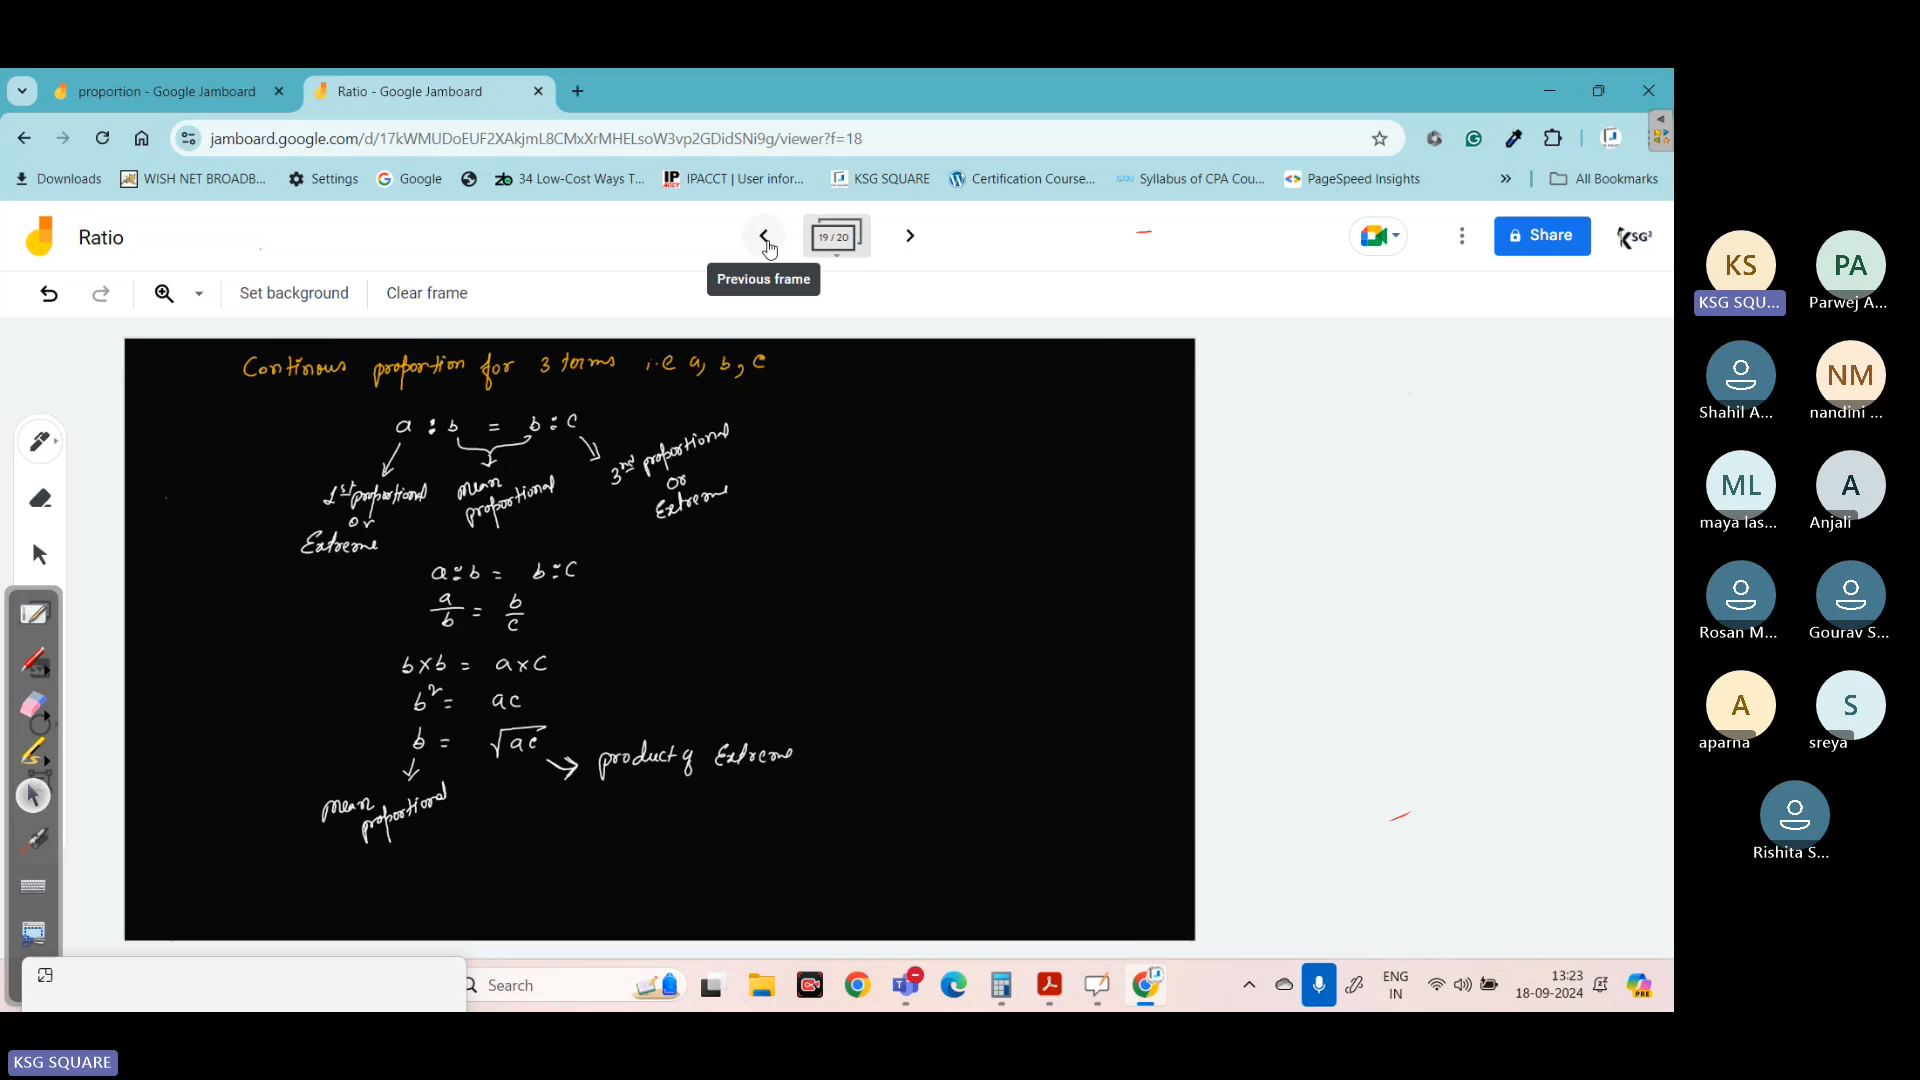 proportion - Google Jamboard
Ratio - Google Jamboard
jamboard.google.com/d/17kWMUDoEUF2XAkjmL8CMxXrMHELsoW3vp2GDidSNi9g/viewer?f=18
Downloads
WISH NET BROADB...
Settings
Google
34 Low-Cost Ways T...
IPACCT | User infor...
KSG SQUARE
Certification Course...
Syllabus of CPA Cou...
PageSpeed Insights
All Bookmarks
Ratio
19 / 20
Share
KSG²
Previous frame
Set background
Clear frame
Continous proportion for 3 terms i.e a, b, c
a : b = b : c
1st proportional
or
Extreme
mean
proportional
3rd proportional
or
Extreme
a : b = b : c
a/b = b/c
b×b = a×c
b² = ac
b = √ac
→ product of Extreme
mean
proportional
KS
KSG SQU...
PA
Parwej A...
Shahil A...
NM
nandini ...
ML
maya las...
A
Anjali
Rosan M...
Gourav S...
A
aparna
S
sreya
Rishita S...
Search
ENG
IN
13:23
18-09-2024
PRE
KSG SQUARE